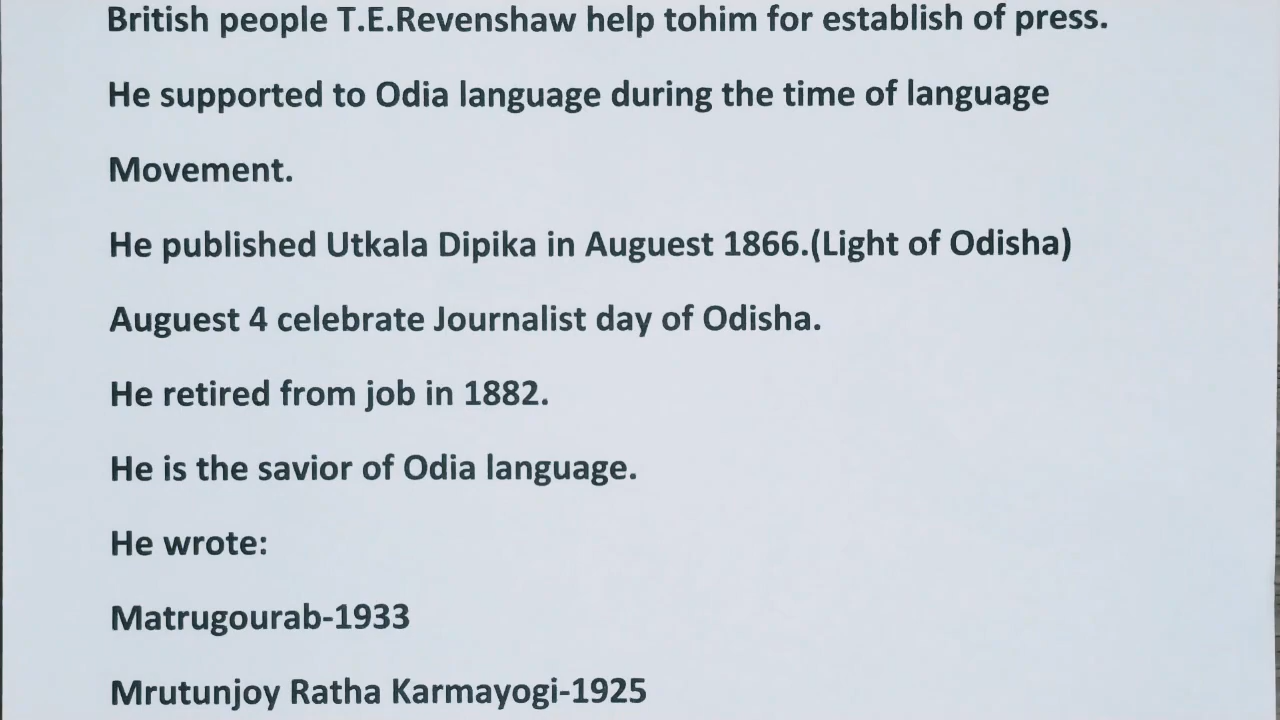 British people T.E.Revenshaw help tohim for establish of press.
He supported to Odia language during the time of language
Movement.
He published Utkala Dipika in Auguest 1866.(Light of Odisha)
Auguest 4 celebrate Journalist day of Odisha.
He retired from job in 1882.
He is the savior of Odia language.
He wrote:
Matrugourab-1933
Mrutunjoy Ratha Karmayogi-1925